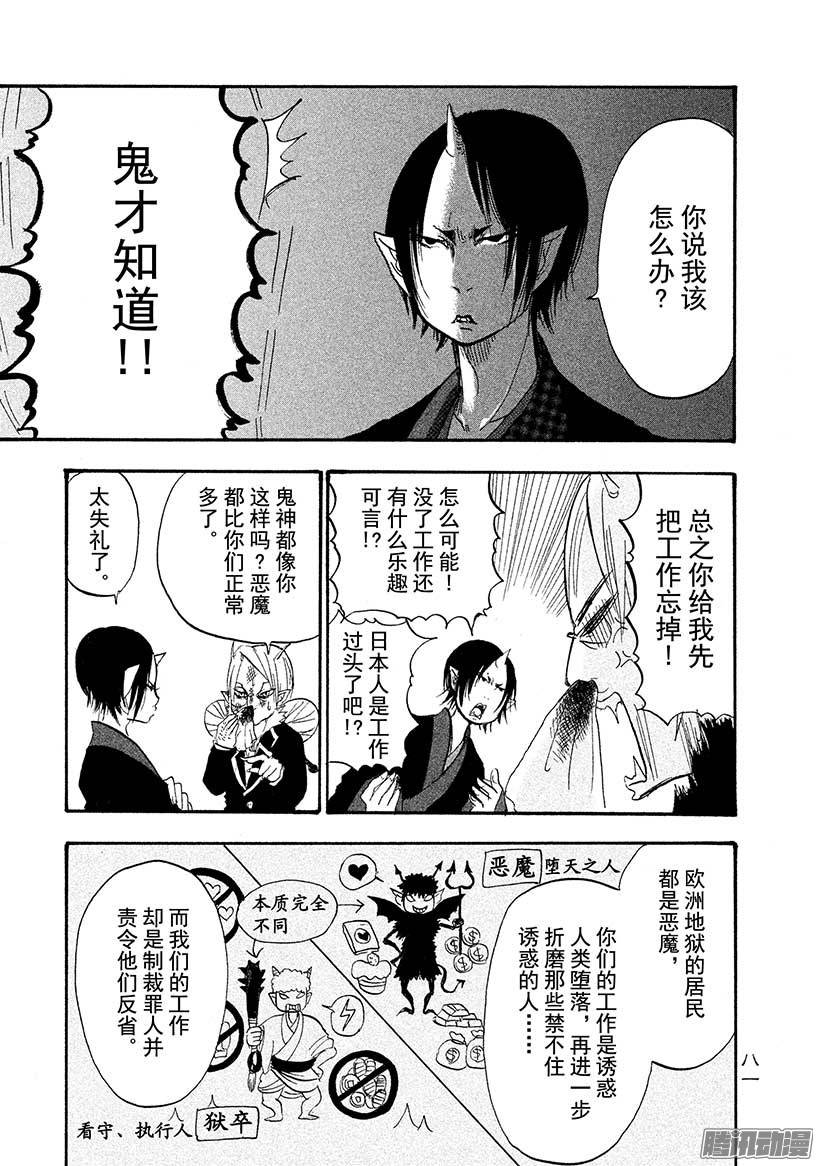 你说我该
怎么办?
鬼才知道!!
总之你给我先
把工作忘掉!
怎么可能!
没了工作还
有什么乐趣
可言!?
日本人是工作
过头了吧!?
鬼神都像你
这样吗?恶魔
都比你们正常
多了。
太失礼了。
欧洲地狱的居民
都是恶魔,
你们的工作是诱惑
人类堕落,再进一步
折磨那些禁不住
诱惑的人……
恶魔 堕天之人
本质完全
不同
而我们的工作
却是制裁罪人并
责令他们反省。
看守、执行人 狱卒
八一
腾讯动漫